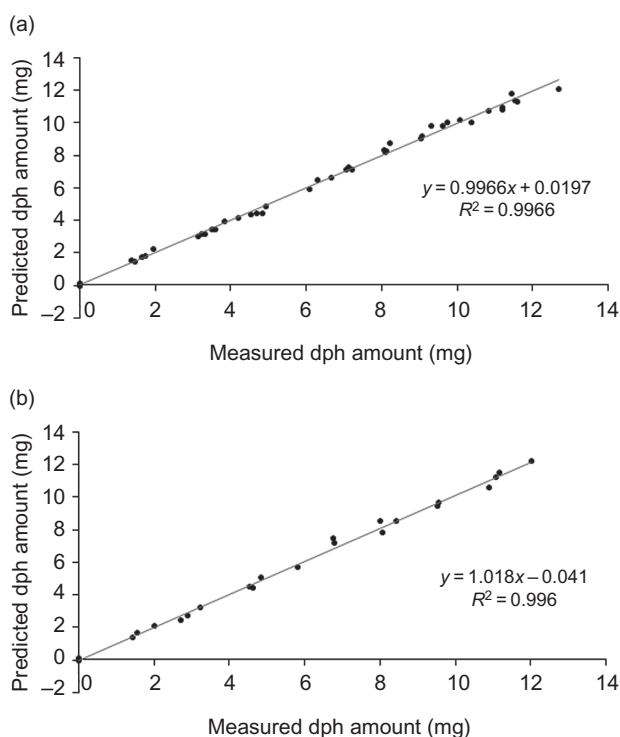 (a)
14
12
10
8
6
4
2
0
−2
Predicted dph amount (mg)
0 2 4 6 8 10 12 14
Measured dph amount (mg)
y = 0.9966x + 0.0197
R² = 0.9966
(b)
14
12
10
8
6
4
2
0
−2
Predicted dph amount (mg)
0 2 4 6 8 10 12 14
Measured dph amount (mg)
y = 1.018x − 0.041
R² = 0.996